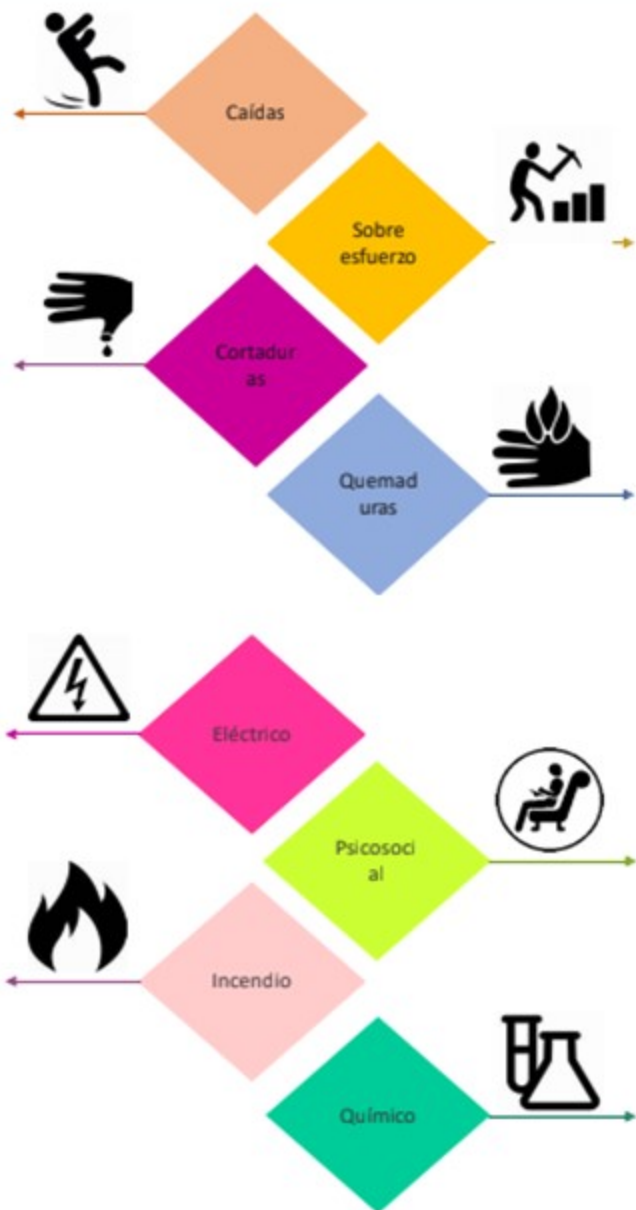 Caídas
Sobre
esfuerzo
Cortadur
as
Quemad
uras
Eléctrico
Psicosoci
al
Incendio
Químico